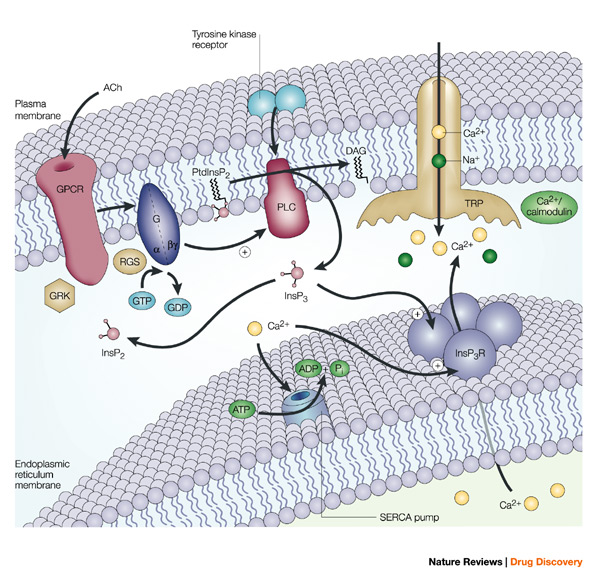 Tyrosine kinase
receptor
ACh
Plasma
membrane
GPCR
PtdInsP2
DAG
Ca2+
Na+
G
α
βγ
PLC
TRP
Ca2+/
calmodulin
RGS
+
Ca2+
GRK
GTP
GDP
InsP3
+
InsP2
Ca2+
InsP3R
+
ADP
+
Pi
ATP
Endoplasmic
reticulum
membrane
Ca2+
SERCA pump
Nature Reviews | Drug Discovery